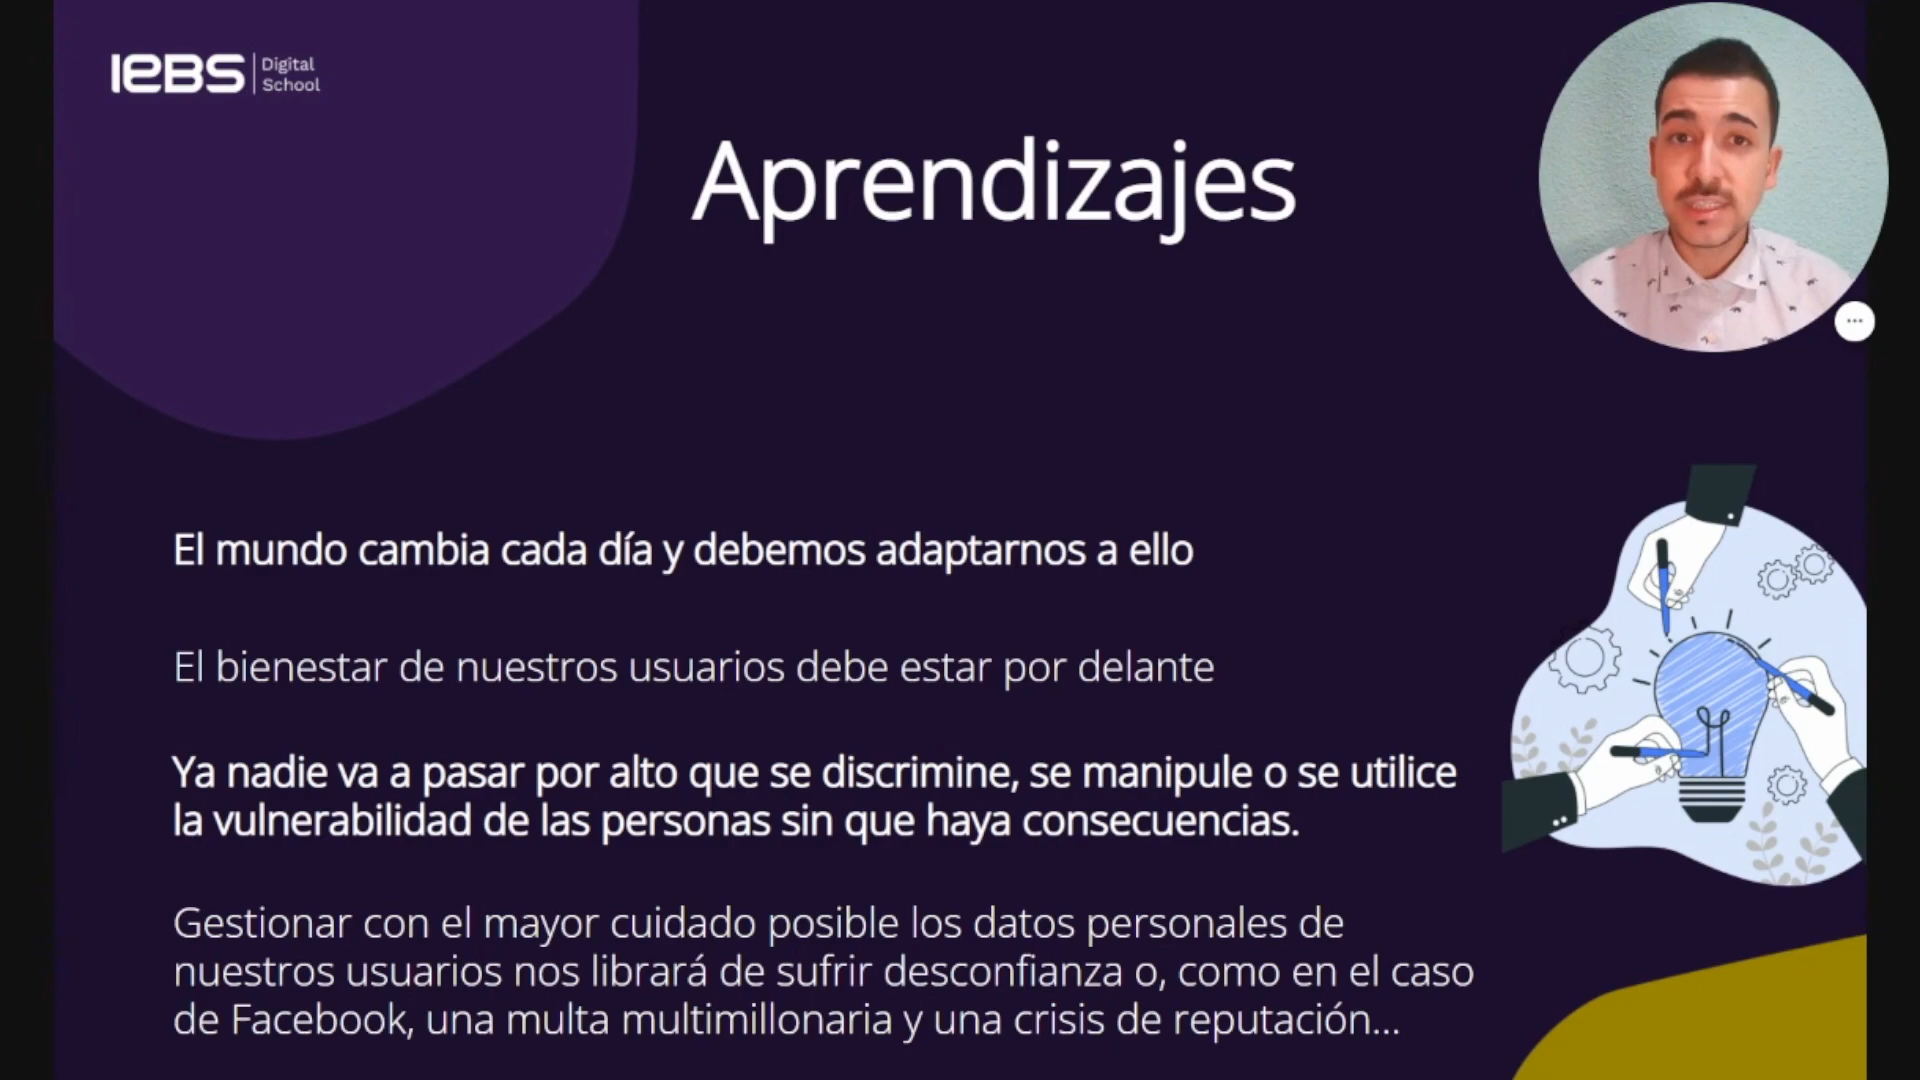 IEBS
Digital
School
Aprendizajes
El mundo cambia cada día y debemos adaptarnos a ello
El bienestar de nuestros usuarios debe estar por delante
Ya nadie va a pasar por alto que se discrimine, se manipule o se utilice
la vulnerabilidad de las personas sin que haya consecuencias.
Gestionar con el mayor cuidado posible los datos personales de
nuestros usuarios nos librará de sufrir desconfianza o, como en el caso
de Facebook, una multa multimillonaria y una crisis de reputación...